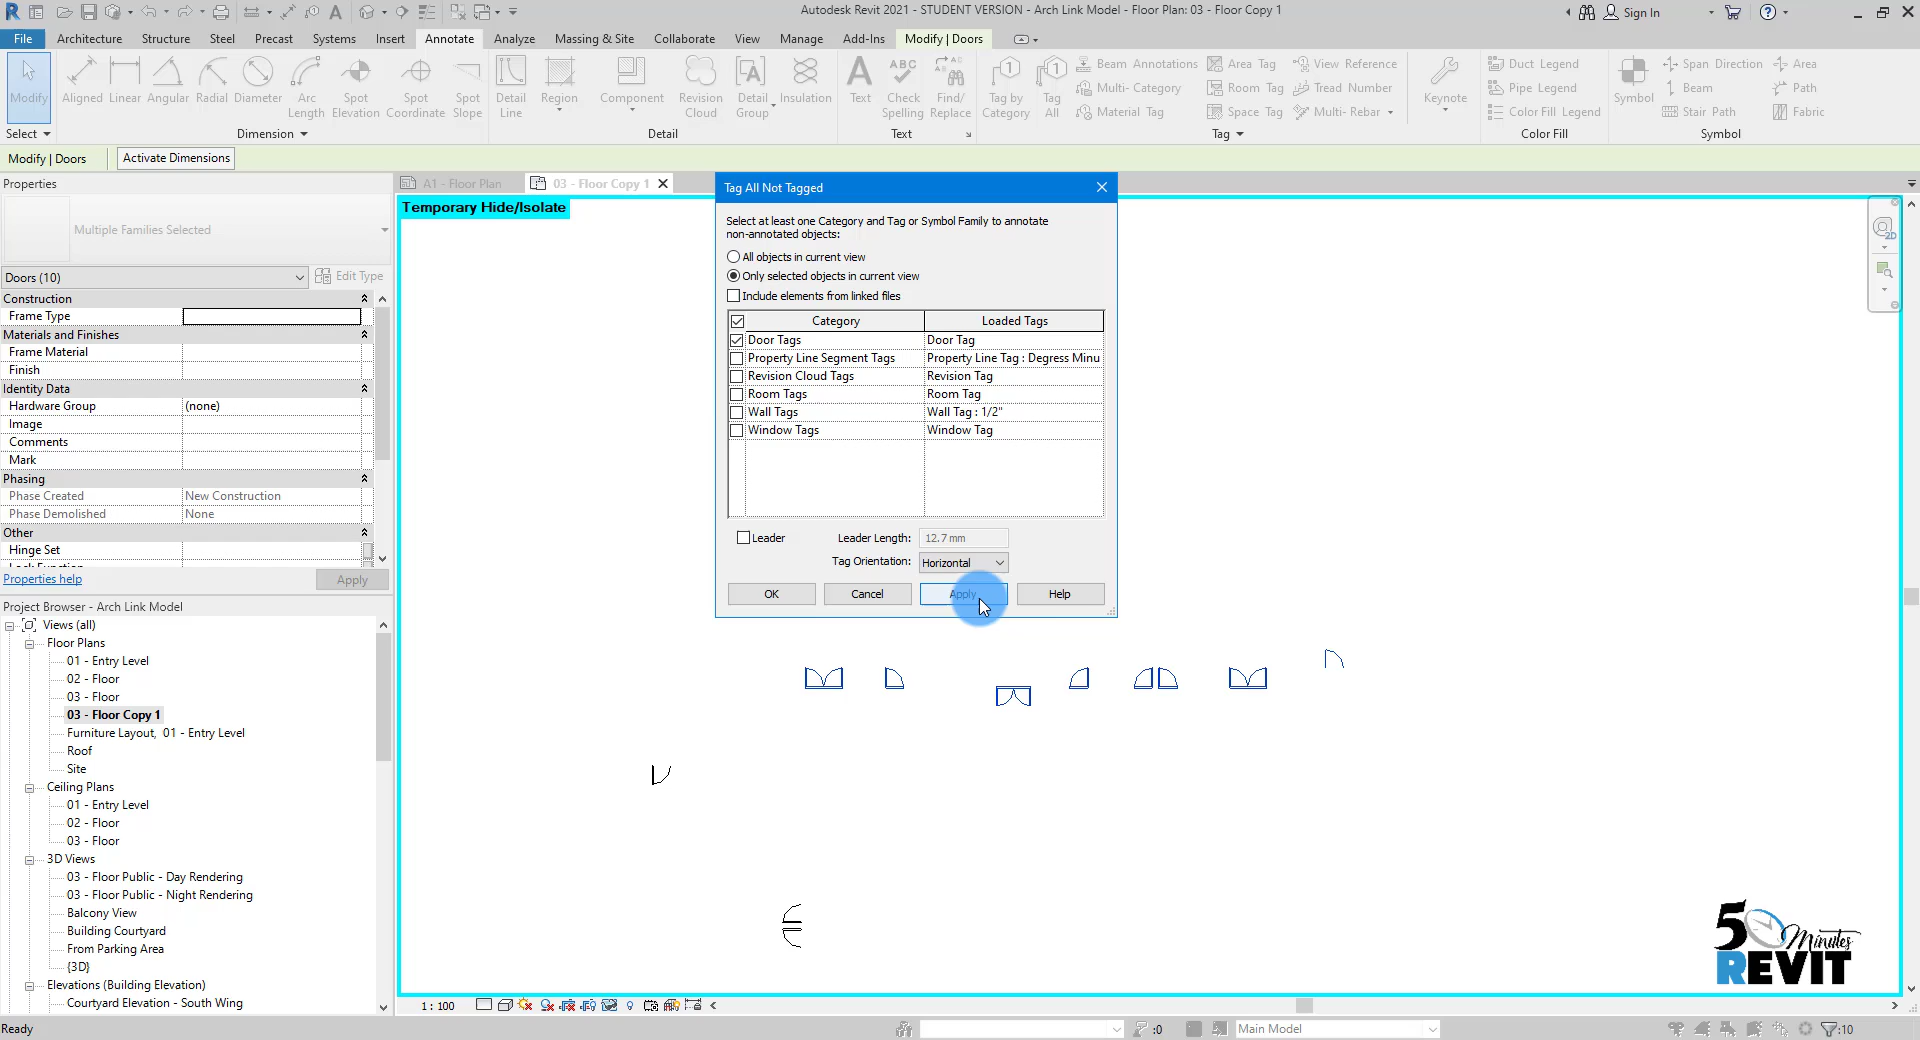 Autodesk Revit 2021 - STUDENT VERSION - Arch Link Model - Floor Plan: 03 - Floor Copy 1
Sign In
File Architecture Structure Steel Precast Systems Insert Annotate Analyze Massing & Site Collaborate View Manage Add-Ins Modify | Doors
Modify Aligned Linear Angular Radial Diameter Arc Length Spot Elevation Spot Coordinate Spot Slope
Detail Line Region Component Revision Cloud Detail Group Insulation
Text Check Spelling Find/ Replace
Tag by Category Tag All
Beam Annotations Area Tag View Reference
Multi- Category Room Tag Tread Number
Material Tag Space Tag Multi- Rebar
Keynote
Duct Legend
Pipe Legend
Color Fill Legend
Symbol
Span Direction Area
Beam Path
Stair Path Fabric
Select Dimension Detail Text Tag Color Fill Symbol
Modify | Doors Activate Dimensions
Properties
A1 - Floor Plan
03 - Floor Copy 1
Multiple Families Selected
Doors (10) Edit Type
Construction
Frame Type
Materials and Finishes
Frame Material
Finish
Identity Data
Hardware Group (none)
Image
Comments
Mark
Phasing
Phase Created New Construction
Phase Demolished None
Other
Hinge Set
Properties help Apply
Project Browser - Arch Link Model
Views (all)
Floor Plans
01 - Entry Level
02 - Floor
03 - Floor
03 - Floor Copy 1
Furniture Layout, 01 - Entry Level
Roof
Site
Ceiling Plans
01 - Entry Level
02 - Floor
03 - Floor
3D Views
03 - Floor Public - Day Rendering
03 - Floor Public - Night Rendering
Balcony View
Building Courtyard
From Parking Area
{3D}
Elevations (Building Elevation)
Courtyard Elevation - South Wing
Temporary Hide/Isolate
Tag All Not Tagged
Select at least one Category and Tag or Symbol Family to annotate
non-annotated objects:
All objects in current view
Only selected objects in current view
Include elements from linked files
Category Loaded Tags
Door Tags Door Tag
Property Line Segment Tags Property Line Tag : Degress Minu
Revision Cloud Tags Revision Tag
Room Tags Room Tag
Wall Tags Wall Tag : 1/2"
Window Tags Window Tag
Leader Leader Length: 12.7 mm
Tag Orientation: Horizontal
OK Cancel Apply Help
2D
5 Minutes
REVIT
1 : 100
Ready
:0
Main Model
:10